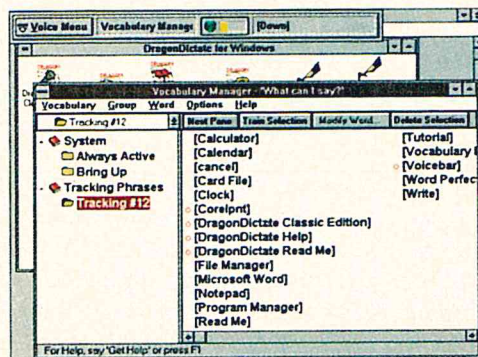 Voice Menu Vocabulary Manage [Down]
DragonDictate for Windows
Vocabulary Manager - "What can I say?"
Vocabulary Group Word Options Help
Tracking #12 Next Pane Train Selection Modify Word... Delete Selection
System
Always Active
Bring Up
Tracking Phrases
Tracking #12
[Calculator]
[Calendar]
[cancel]
[Card File]
[Clock]
[Corelpnt]
[DragonDictate Classic Edition]
[DragonDictate Help]
[DragonDictate Read Me]
[File Manager]
[Microsoft Word]
[Notepad]
[Program Manager]
[Read Me]
[Tutorial]
[Vocabulary
[Voicebar]
[Word Perfec
[Write]
For Help, say 'Get Help' or press F1